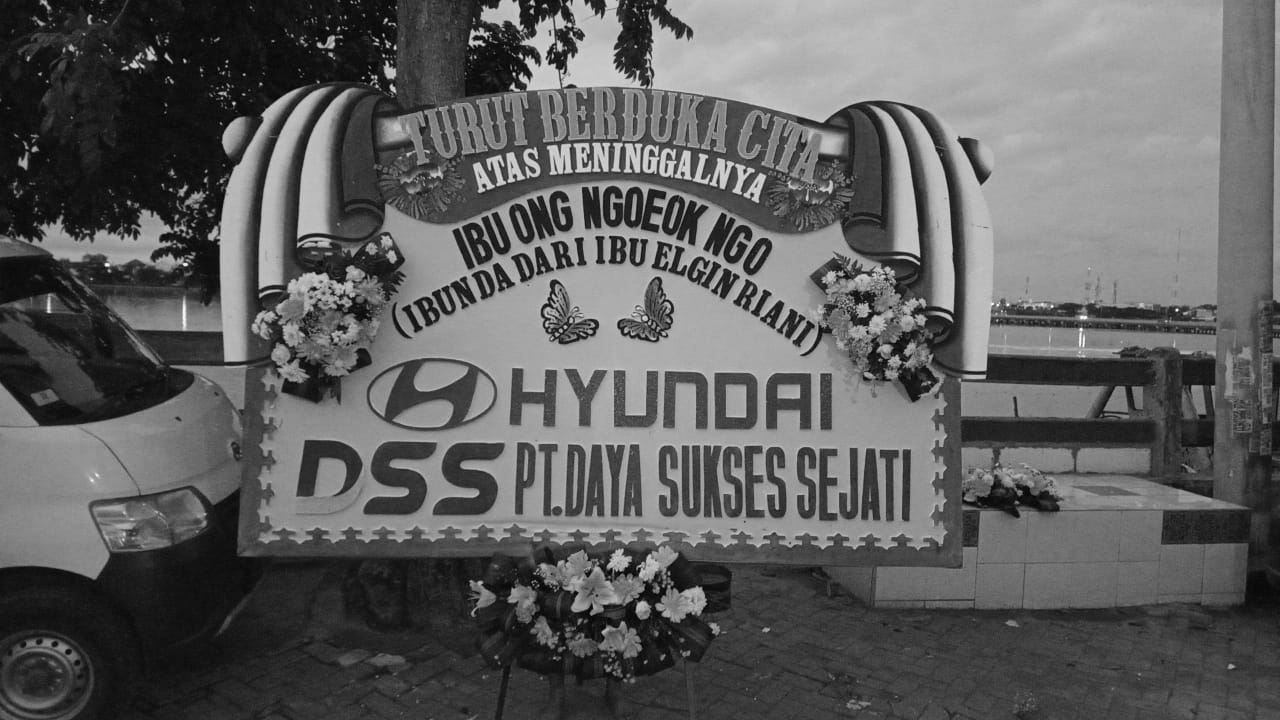 TURUT BERDUKA CITA
ATAS MENINGGALNYA
IBU ONG NGOEOK NGO
(IBUNDA DARI IBU ELGIN RIANI)
HYUNDAI
DSS PT.DAYA SUKSES SEJATI